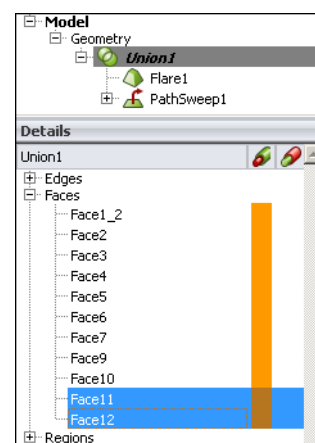 Model
Geometry
Union1
Flare1
PathSweep1
Details
Union1
Edges
Faces
Face1_2
Face2
Face3
Face4
Face5
Face6
Face7
Face9
Face10
Face11
Face12
Regions